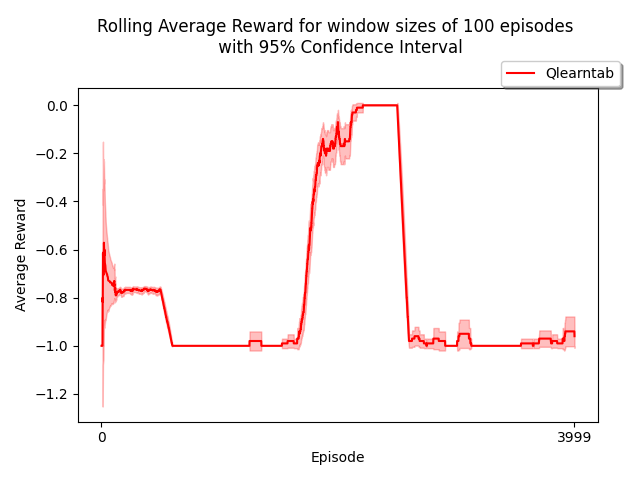 Rolling Average Reward for window sizes of 100 episodes
with 95% Confidence Interval
Qlearntab
0.0
−0.2
−0.4
−0.6
−0.8
−1.0
−1.2
Average Reward
0
3999
Episode